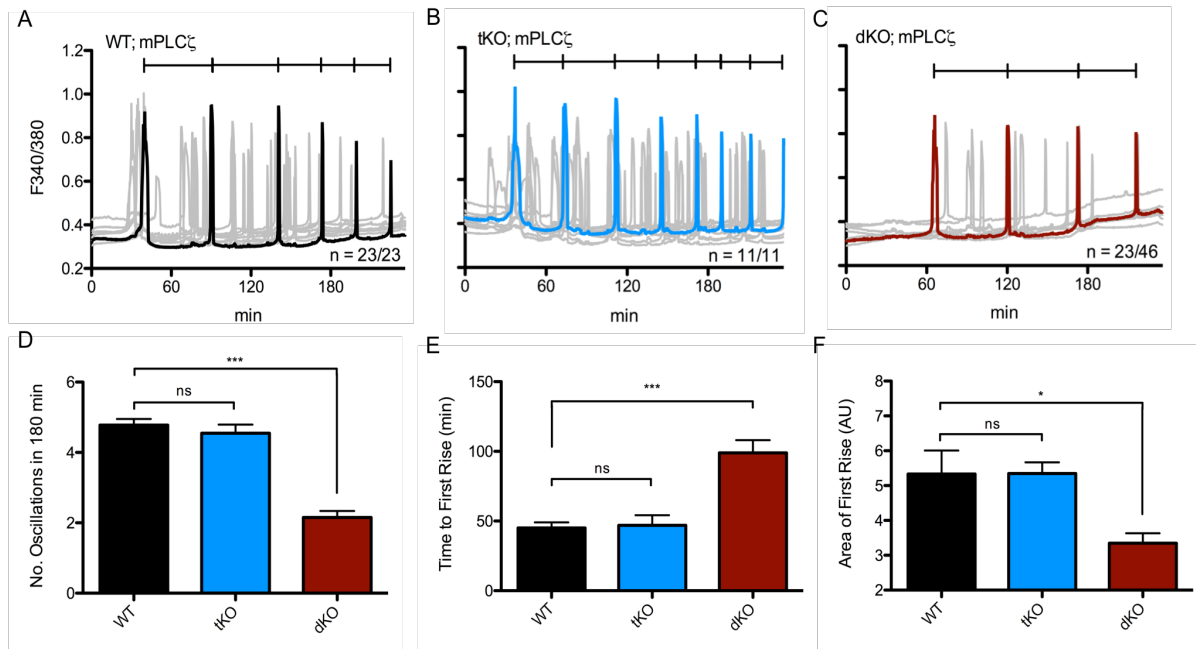 A
WT; mPLCζ
1.2
1.0
0.8
0.6
0.4
0.2
F340/380
n = 23/23
0 60 120 180
min
B
tKO; mPLCζ
n = 11/11
0 60 120 180
min
C
dKO; mPLCζ
n = 23/46
0 60 120 180
min
D
No. Oscillations in 180 min
6
4
2
0
***
ns
WT tKO dKO
E
Time to First Rise (min)
150
100
50
0
***
ns
WT tKO dKO
F
Area of First Rise (AU)
8
7
6
5
4
3
2
*
ns
WT tKO dKO